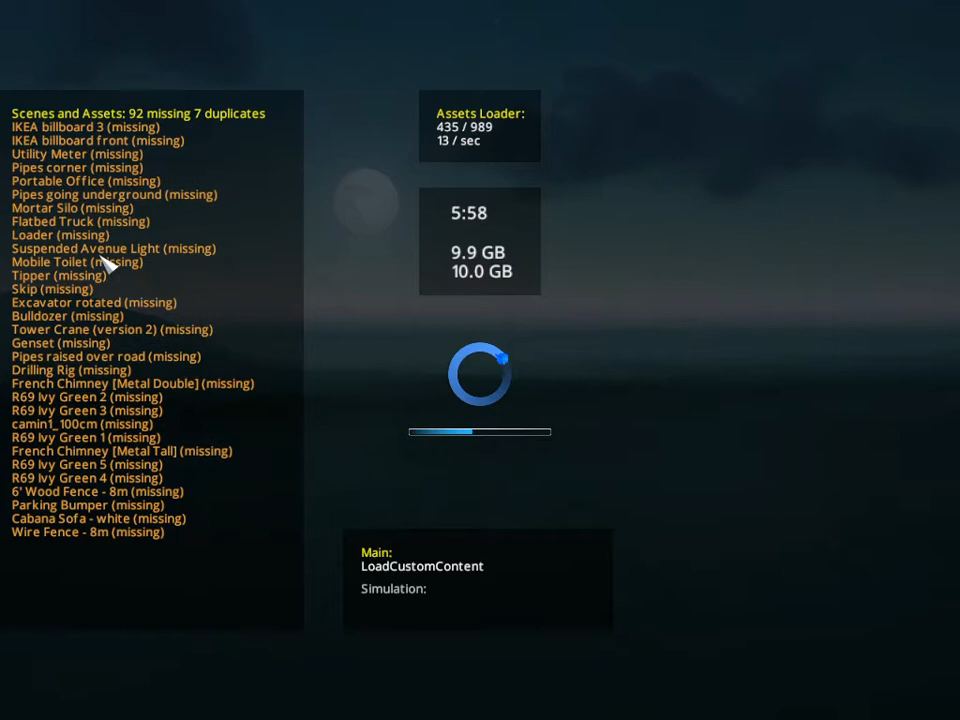 Scenes and Assets: 92 missing 7 duplicates
IKEA billboard 3 (missing)
IKEA billboard front (missing)
Utility Meter (missing)
Pipes corner (missing)
Portable Office (missing)
Pipes going underground (missing)
Mortar Silo (missing)
Flatbed Truck (missing)
Loader (missing)
Suspended Avenue Light (missing)
Mobile Toilet (missing)
Tipper (missing)
Skip (missing)
Excavator rotated (missing)
Bulldozer (missing)
Tower Crane (version 2) (missing)
Genset (missing)
Pipes raised over road (missing)
Drilling Rig (missing)
French Chimney [Metal Double] (missing)
R69 Ivy Green 2 (missing)
R69 Ivy Green 3 (missing)
camin1_100cm (missing)
R69 Ivy Green 1 (missing)
French Chimney [Metal Tall] (missing)
R69 Ivy Green 5 (missing)
R69 Ivy Green 4 (missing)
6' Wood Fence - 8m (missing)
Parking Bumper (missing)
Cabana Sofa - white (missing)
Wire Fence - 8m (missing)
Assets Loader:
435 / 989
13 / sec
5:58
9.9 GB
10.0 GB
Main:
LoadCustomContent
Simulation: